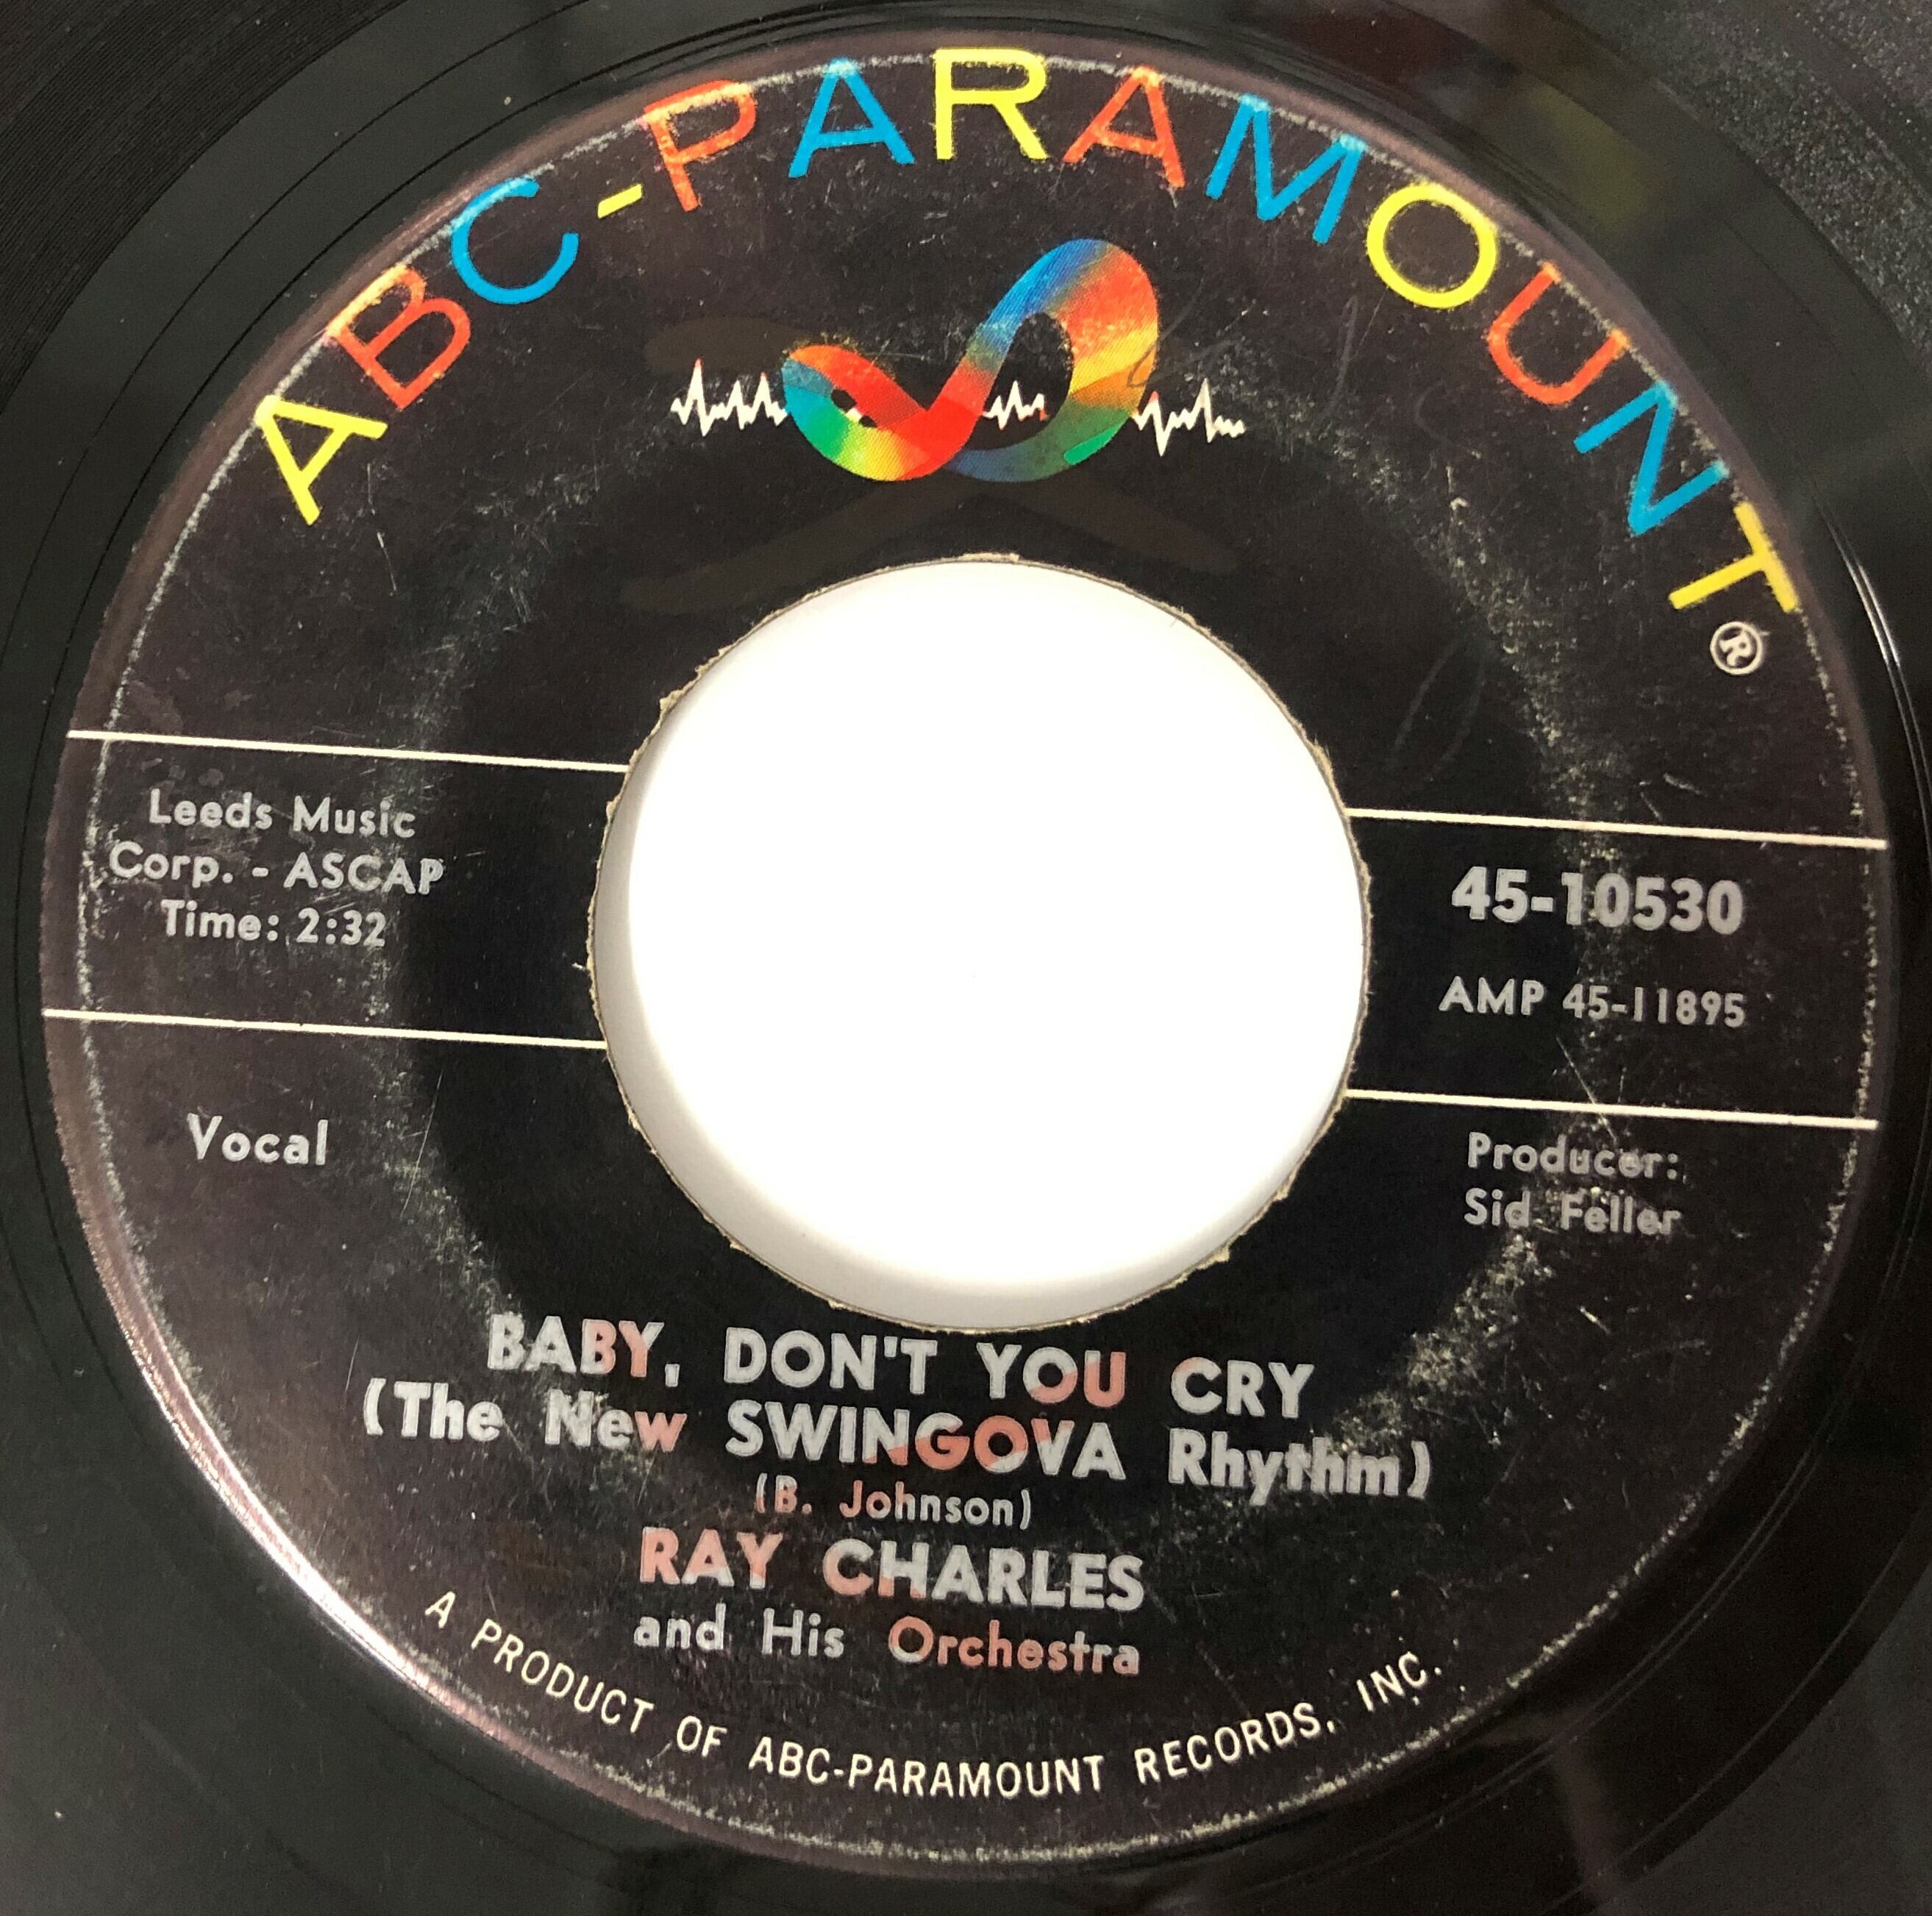 ABC-PARAMOUNT®
Leeds Music
Corp. - ASCAP
Time: 2:32
45-10530
AMP 45-11895
Vocal
Producer:
Sid Feller
BABY, DON'T YOU CRY
(The New SWINGOVA Rhythm)
(B. Johnson)
RAY CHARLES
and His Orchestra
A PRODUCT OF ABC-PARAMOUNT RECORDS, INC.